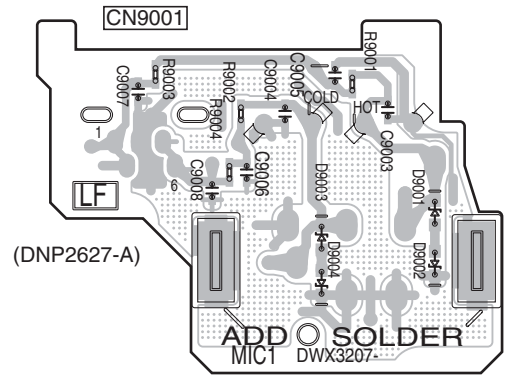 CN9001
R9001
C9005
R9003
C9007
C9004
R9002
COLD
HOT
R9004
C9003
1
6
C9006
C9008
LF
D9003
D9001
(DNP2627-A)
D9004
D9002
ADD SOLDER
MIC1 DWX3207-